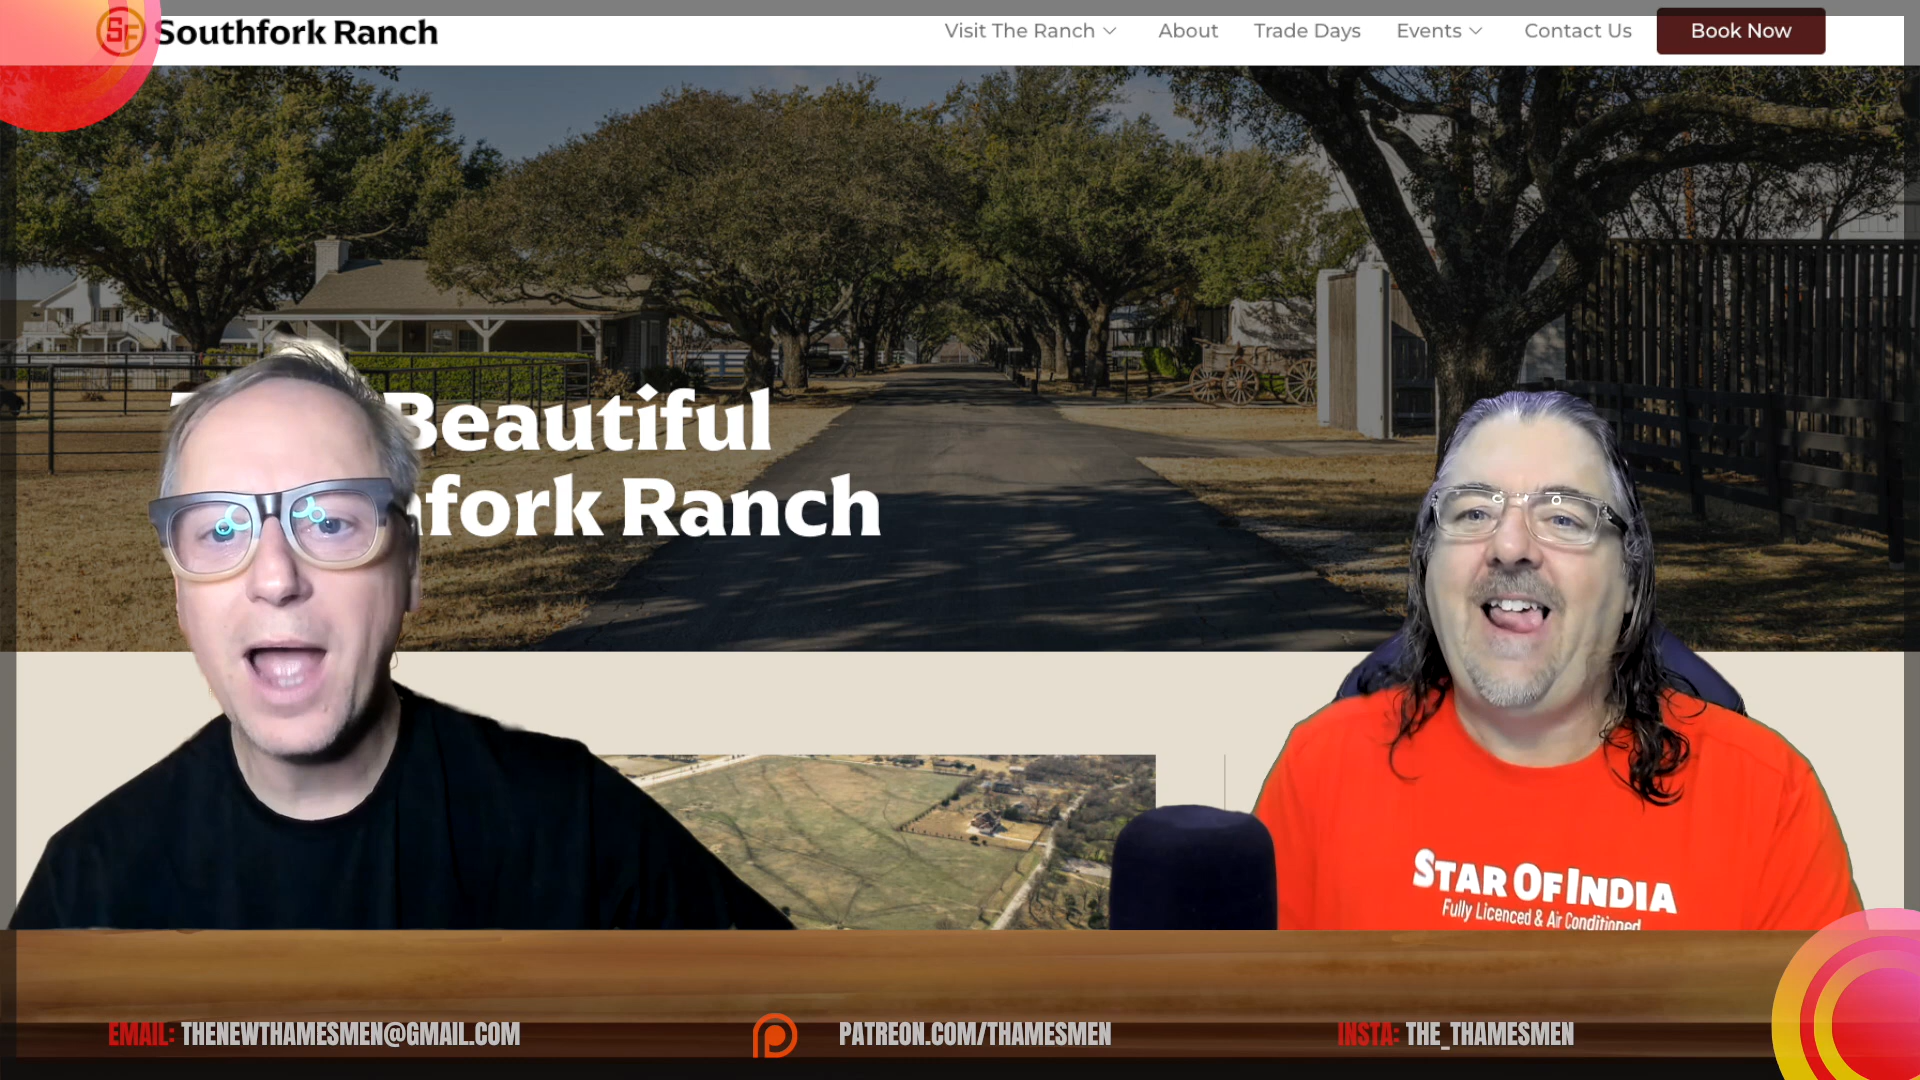 SF Southfork Ranch
Visit The Ranch
About
Trade Days
Events
Contact Us
Book Now
Beautiful
fork Ranch
STAR OF INDIA
Fully Licenced & Air Conditioned
EMAIL: THENEWTHAMESMEN@GMAIL.COM
PATREON.COM/THAMESMEN
INSTA: THE_THAMESMEN